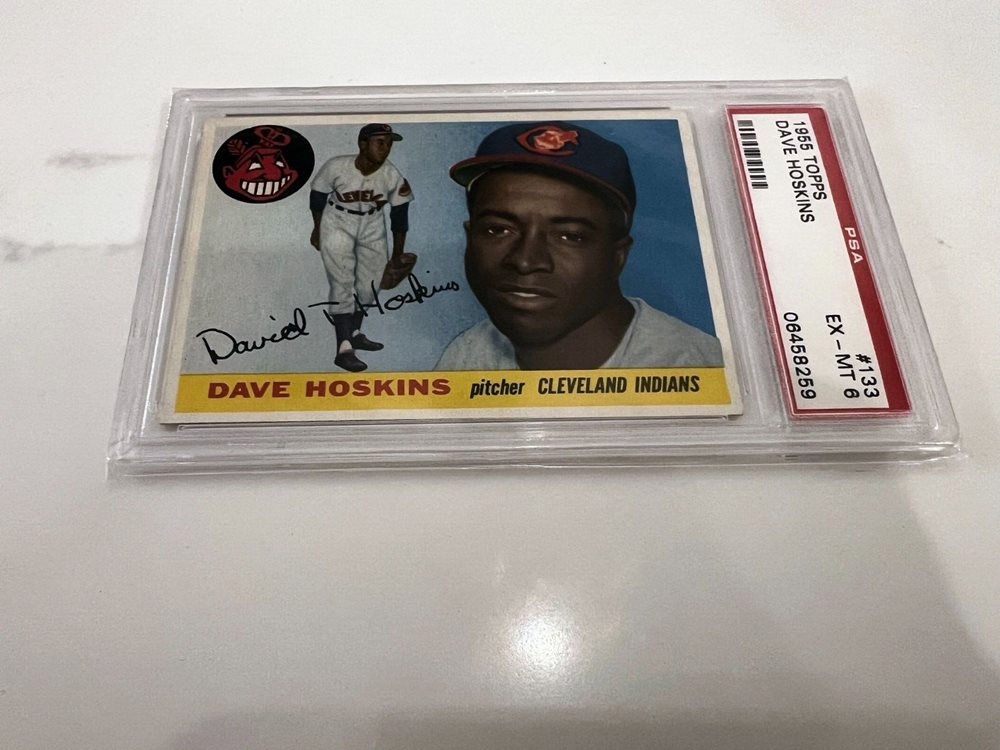 David T Hoskins
DAVE HOSKINS pitcher CLEVELAND INDIANS
1955 TOPPS #133
DAVE HOSKINS EX-MT 6
PSA 06458259